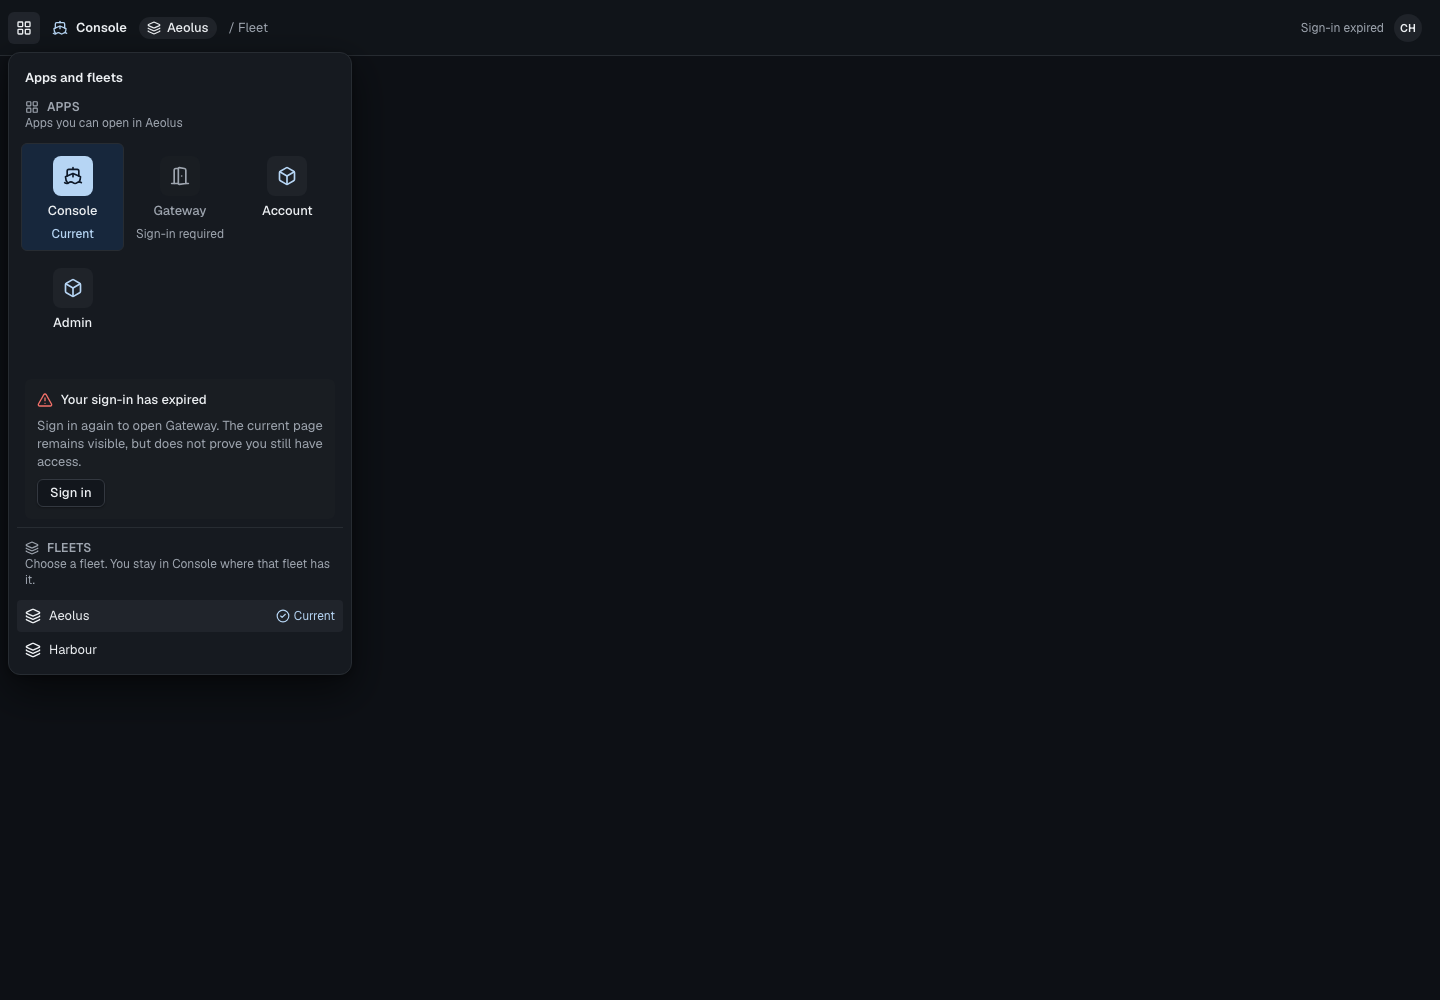 Console
Aeolus
/ Fleet
Sign-in expired
CH
Apps and fleets
APPS
Apps you can open in Aeolus
Console
Current
Gateway
Sign-in required
Account
Admin
Your sign-in has expired
Sign in again to open Gateway. The current page
remains visible, but does not prove you still have
access.
Sign in
FLEETS
Choose a fleet. You stay in Console where that fleet has
it.
Aeolus
Current
Harbour